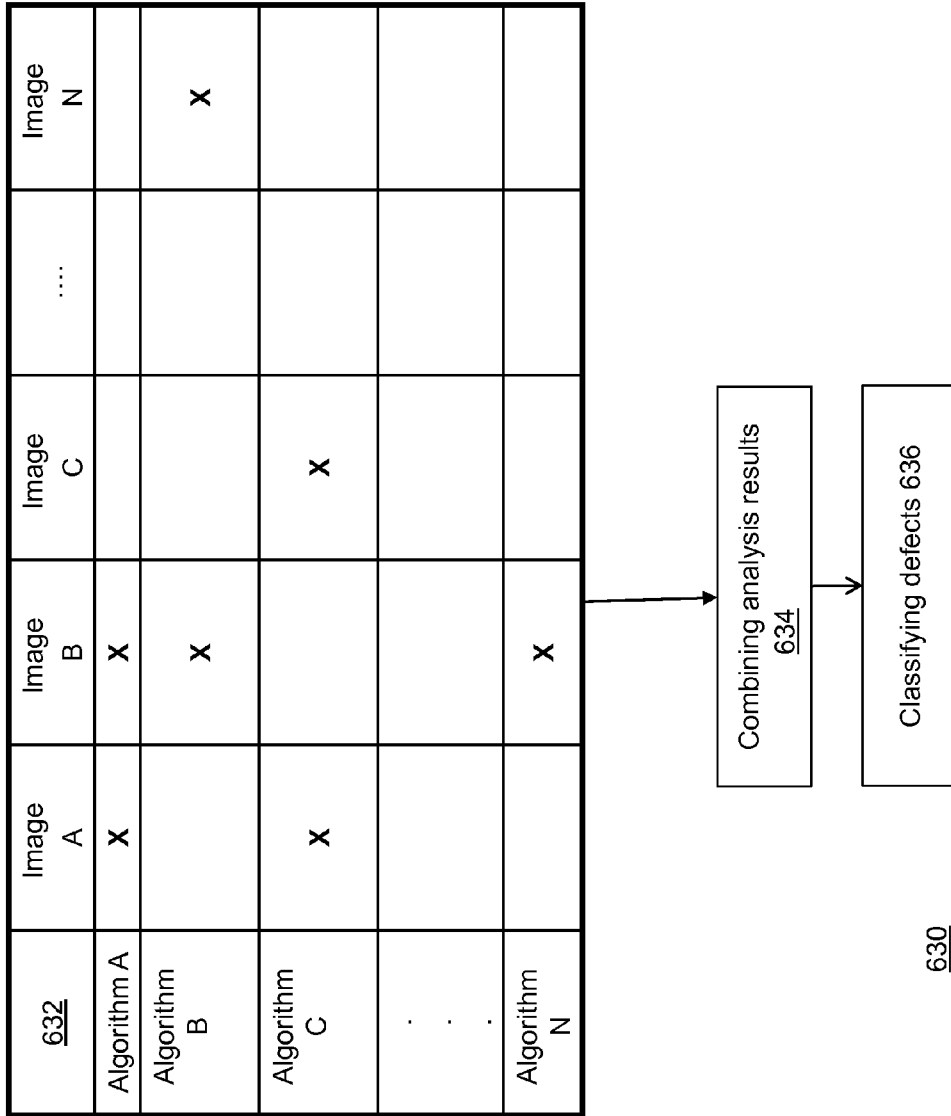 632
Image
A
Image
B
Image
C
....
Image
N
Algorithm A
X
X
Algorithm
B
X
X
Algorithm
C
X
X
. . .
Algorithm
N
X
Combining analysis results
634
Classifying defects 636
630